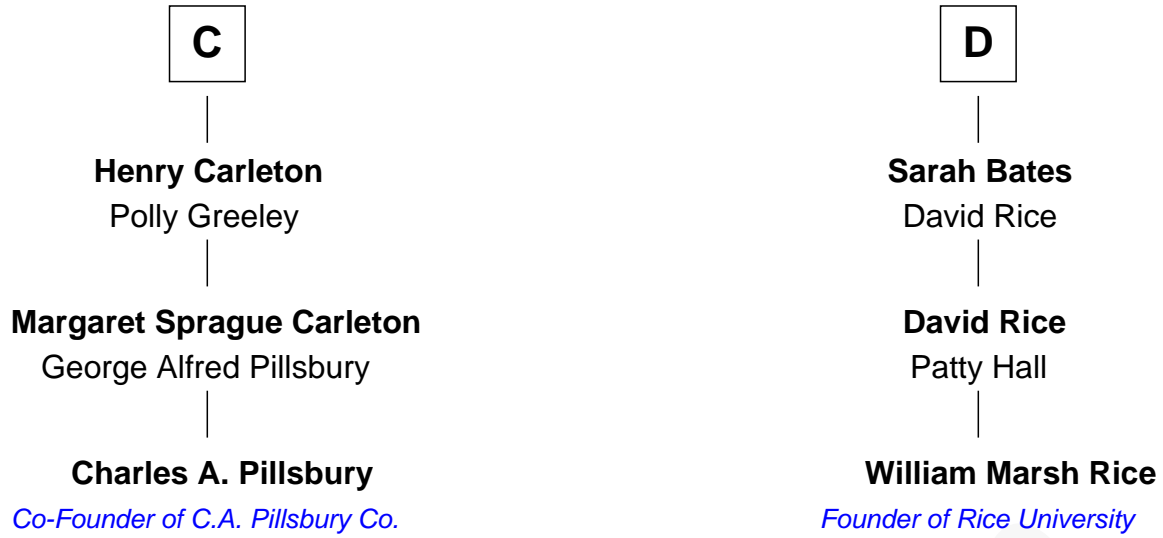 C
Henry Carleton
Polly Greeley
Margaret Sprague Carleton
George Alfred Pillsbury
Charles A. Pillsbury
Co-Founder of C.A. Pillsbury Co.
D
Sarah Bates
David Rice
David Rice
Patty Hall
William Marsh Rice
Founder of Rice University